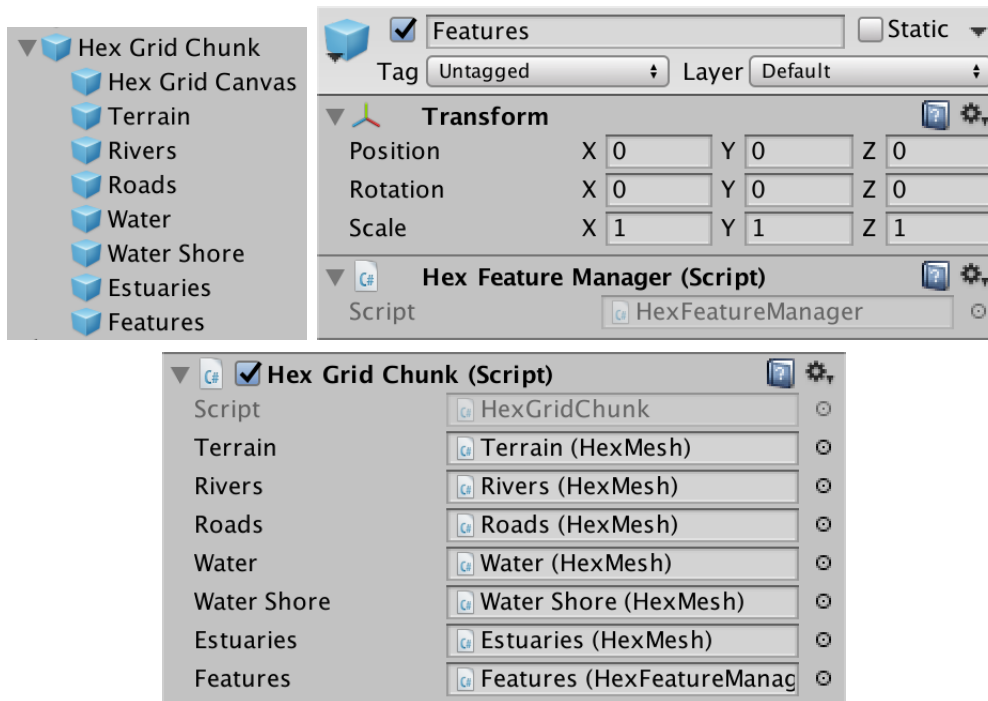 Hex Grid Chunk
Hex Grid Canvas
Terrain
Rivers
Roads
Water
Water Shore
Estuaries
Features
Features Static
Tag Untagged Layer Default
Transform
Position X 0 Y 0 Z 0
Rotation X 0 Y 0 Z 0
Scale X 1 Y 1 Z 1
C# Hex Feature Manager (Script)
Script C# HexFeatureManager
C# Hex Grid Chunk (Script)
Script C# HexGridChunk
Terrain C# Terrain (HexMesh)
Rivers C# Rivers (HexMesh)
Roads C# Roads (HexMesh)
Water C# Water (HexMesh)
Water Shore C# Water Shore (HexMesh)
Estuaries C# Estuaries (HexMesh)
Features C# Features (HexFeatureManag